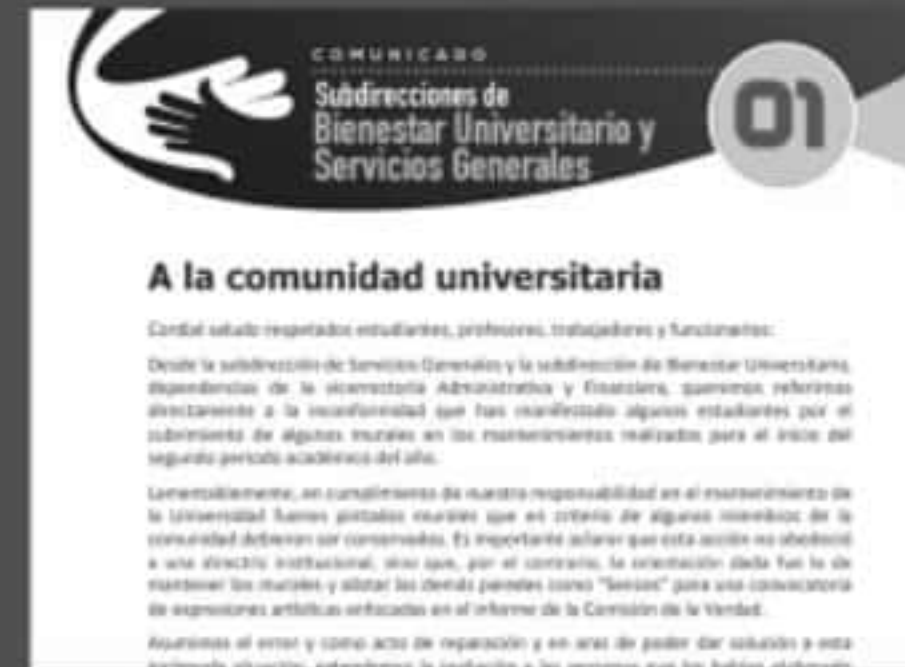 COMUNICADO
Subdirecciones de
Bienestar Universitario y
Servicios Generales
01
A la comunidad universitaria
Cordial saludo respetados estudiantes, profesores, trabajadores y funcionarios:
Desde la subdirección de Servicios Generales y la subdirección de Bienestar Universitario,
dependencias de la vicerrectoría Administrativa y Financiera, queremos referirnos
directamente a la inconformidad que han manifestado algunos estudiantes por el
cubrimiento de algunos murales en los mantenimientos realizados para el inicio del
segundo periodo académico del año.
Lamentablemente, en cumplimiento de nuestra responsabilidad en el mantenimiento de
la Universidad fueron pintados murales que en criterio de algunos miembros de la
comunidad debieron ser conservados. Es importante aclarar que esta acción no obedeció
a una directriz institucional, sino que, por el contrario, la orientación dada fue la de
mantener los murales y alistar las demás paredes como "lienzos" para una convocatoria
de expresiones artísticas enfocadas en el informe de la Comisión de la Verdad.
Asumimos el error y como acto de reparación y en aras de poder dar solución a esta